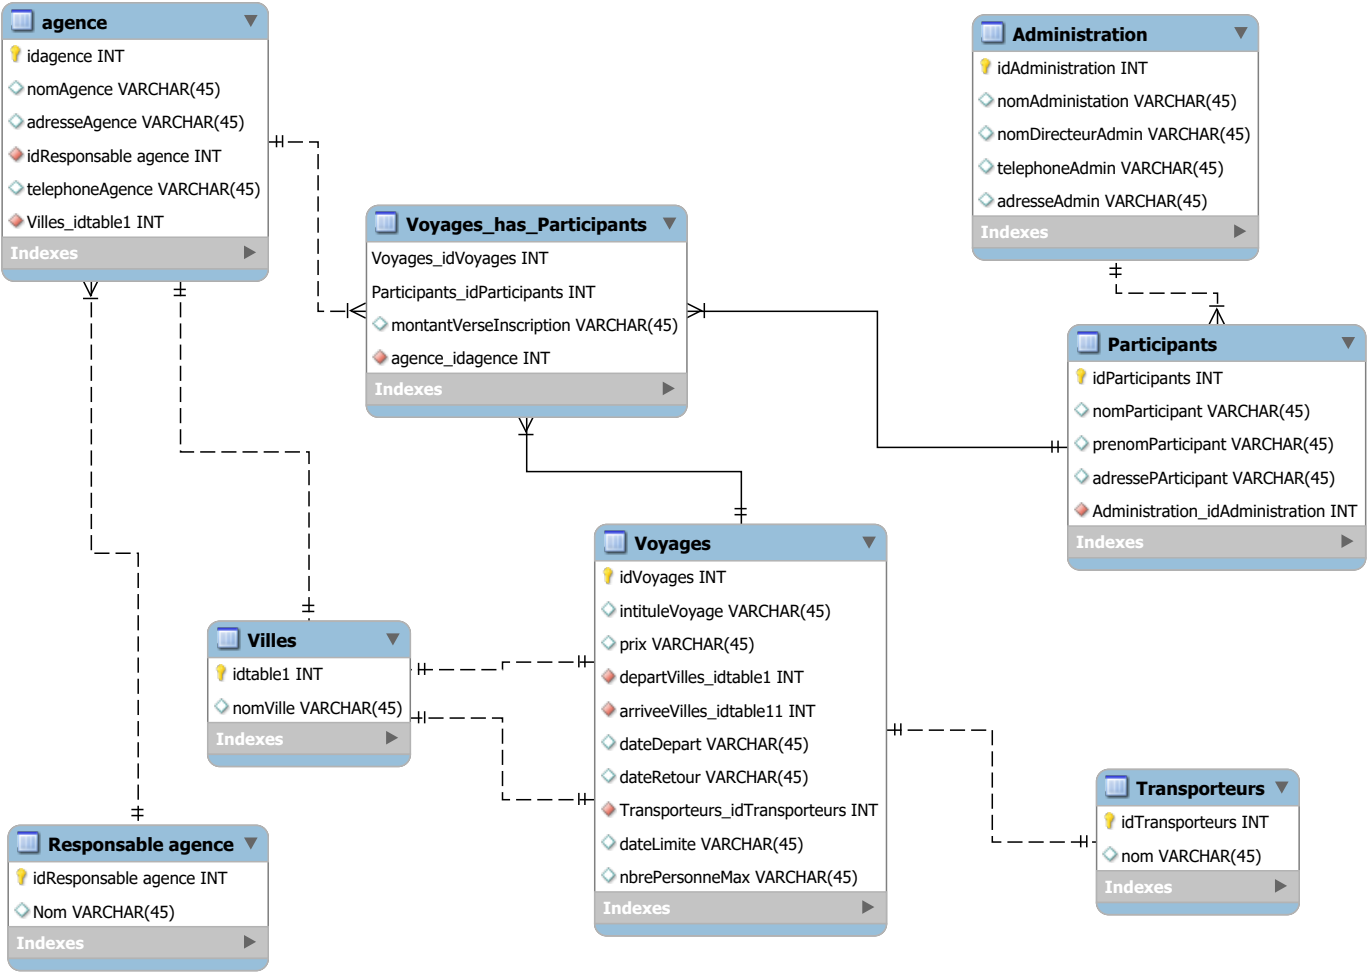 agence
idagence INT
nomAgence VARCHAR(45)
adresseAgence VARCHAR(45)
idResponsable agence INT
telephoneAgence VARCHAR(45)
Villes_idtable1 INT
Indexes
Administration
idAdministration INT
nomAdministation VARCHAR(45)
nomDirecteurAdmin VARCHAR(45)
telephoneAdmin VARCHAR(45)
adresseAdmin VARCHAR(45)
Indexes
Voyages_has_Participants
Voyages_idVoyages INT
Participants_idParticipants INT
montantVerseInscription VARCHAR(45)
agence_idagence INT
Indexes
Participants
idParticipants INT
nomParticipant VARCHAR(45)
prenomParticipant VARCHAR(45)
adressePArticipant VARCHAR(45)
Administration_idAdministration INT
Indexes
Voyages
idVoyages INT
intituleVoyage VARCHAR(45)
prix VARCHAR(45)
departVilles_idtable1 INT
arriveeVilles_idtable11 INT
dateDepart VARCHAR(45)
dateRetour VARCHAR(45)
Transporteurs_idTransporteurs INT
dateLimite VARCHAR(45)
nbrePersonneMax VARCHAR(45)
Indexes
Villes
idtable1 INT
nomVille VARCHAR(45)
Indexes
Transporteurs
idTransporteurs INT
nom VARCHAR(45)
Indexes
Responsable agence
idResponsable agence INT
Nom VARCHAR(45)
Indexes